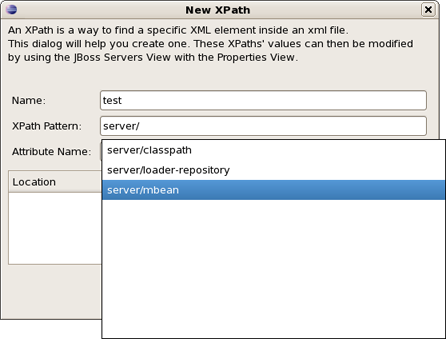 New XPath
An XPath is a way to find a specific XML element inside an xml file.
This dialog will help you create one. These XPaths' values can then be modified
by using the JBoss Servers View with the Properties View.
Name: test
XPath Pattern: server/
Attribute Name:
server/classpath
server/loader-repository
Location
server/mbean